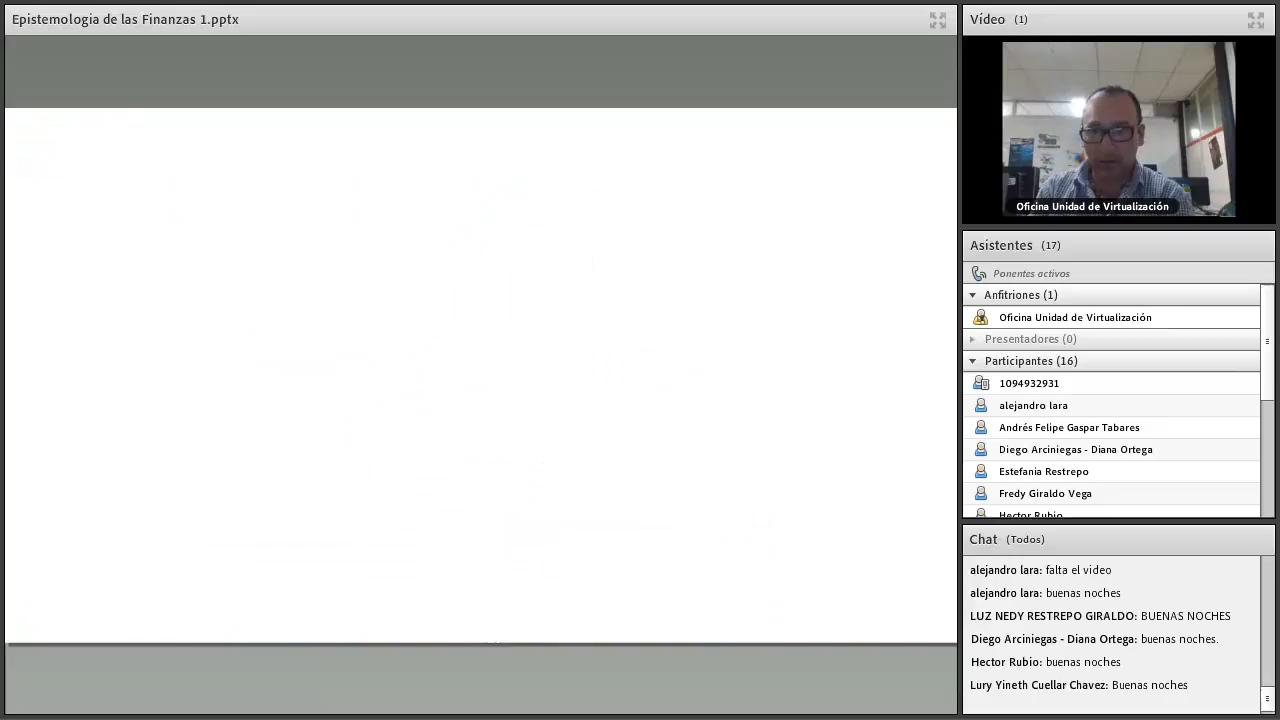 Epistemologia de las Finanzas 1.pptx
Vídeo (1)
Oficina Unidad de Virtualización
Asistentes (17)
Ponentes activos
Anfitriones (1)
Oficina Unidad de Virtualización
Presentadores (0)
Participantes (16)
1094932931
alejandro lara
Andrés Felipe Gaspar Tabares
Diego Arciniegas - Diana Ortega
Estefania Restrepo
Fredy Giraldo Vega
Hector Rubio
Chat (Todos)
alejandro lara: falta el video
alejandro lara: buenas noches
LUZ NEDY RESTREPO GIRALDO: BUENAS NOCHES
Diego Arciniegas - Diana Ortega: buenas noches.
Hector Rubio: buenas noches
Lury Yineth Cuellar Chavez: Buenas noches